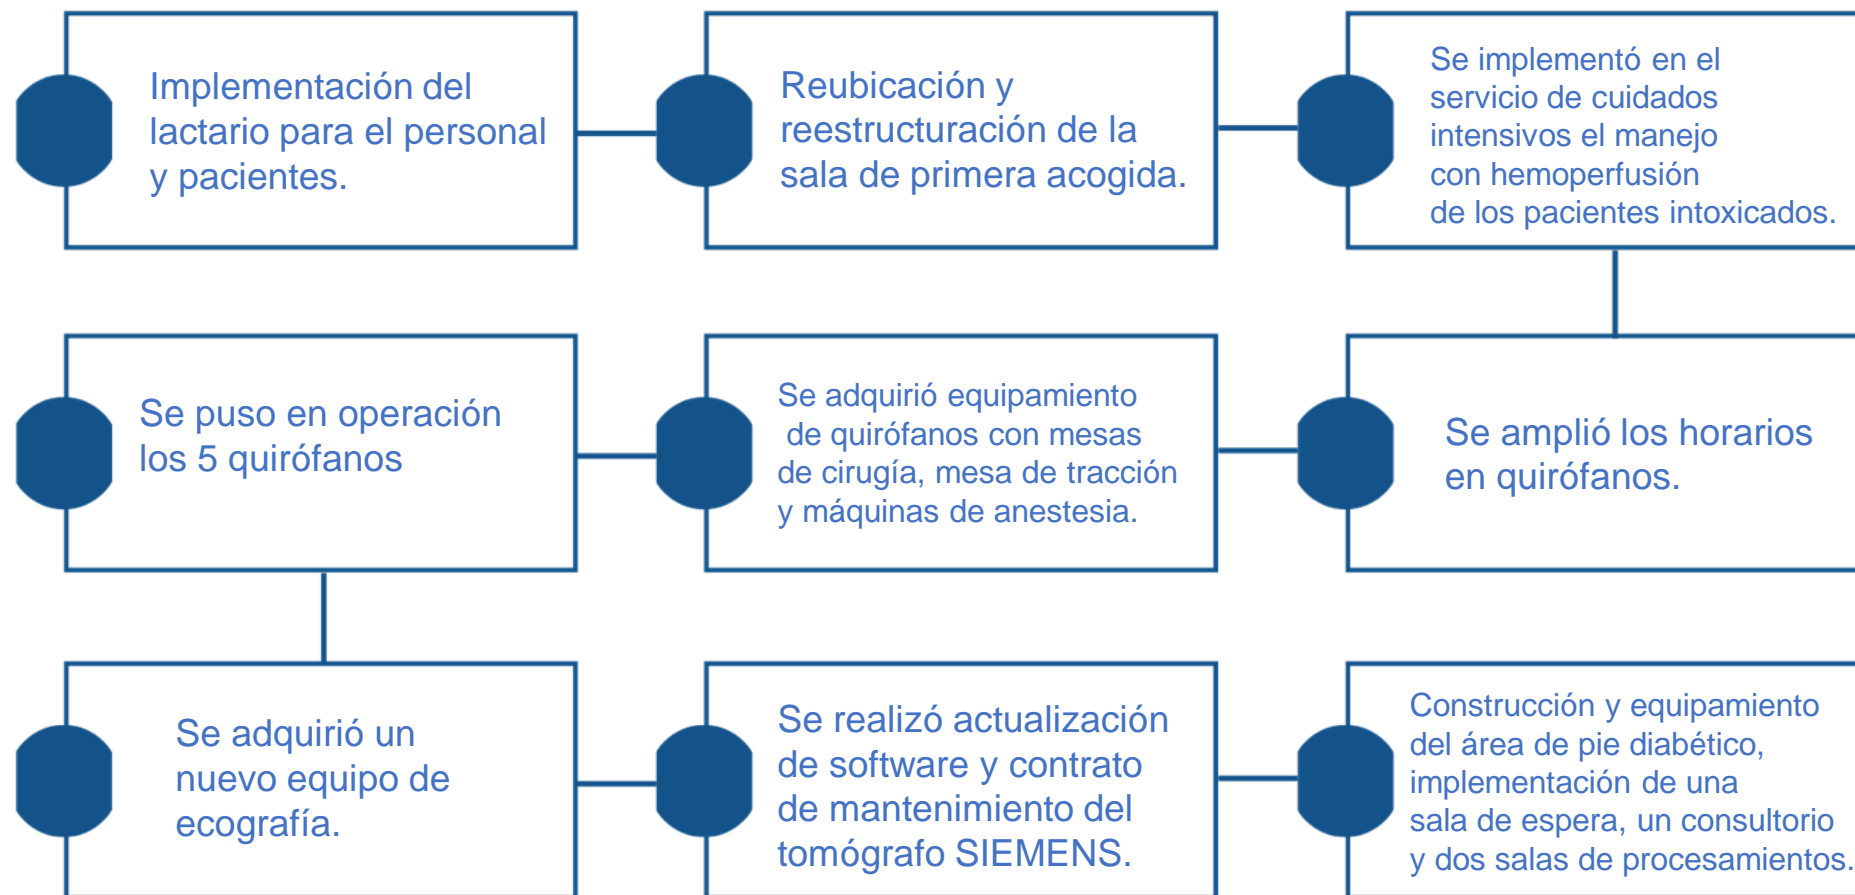 Implementación del
lactario para el personal
y pacientes.
Reubicación y
reestructuración de la
sala de primera acogida.
Se implementó en el
servicio de cuidados
intensivos el manejo
con hemoperfusión
de los pacientes intoxicados.
Se puso en operación
los 5 quirófanos
Se adquirió equipamiento
de quirófanos con mesas
de cirugía, mesa de tracción
y máquinas de anestesia.
Se amplió los horarios
en quirófanos.
Se adquirió un
nuevo equipo de
ecografía.
Se realizó actualización
de software y contrato
de mantenimiento del
tomógrafo SIEMENS.
Construcción y equipamiento
del área de pie diabético,
implementación de una
sala de espera, un consultorio
y dos salas de procesamientos.